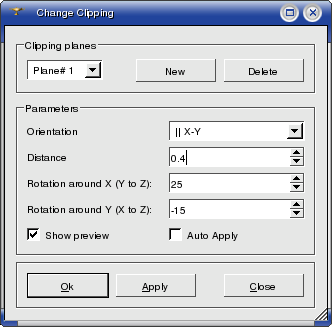 Change Clipping
Clipping planes
Plane# 1 New Delete
Parameters
Orientation || X-Y
Distance 0.4
Rotation around X (Y to Z): 25
Rotation around Y (X to Z): -15
Show preview Auto Apply
Ok Apply Close